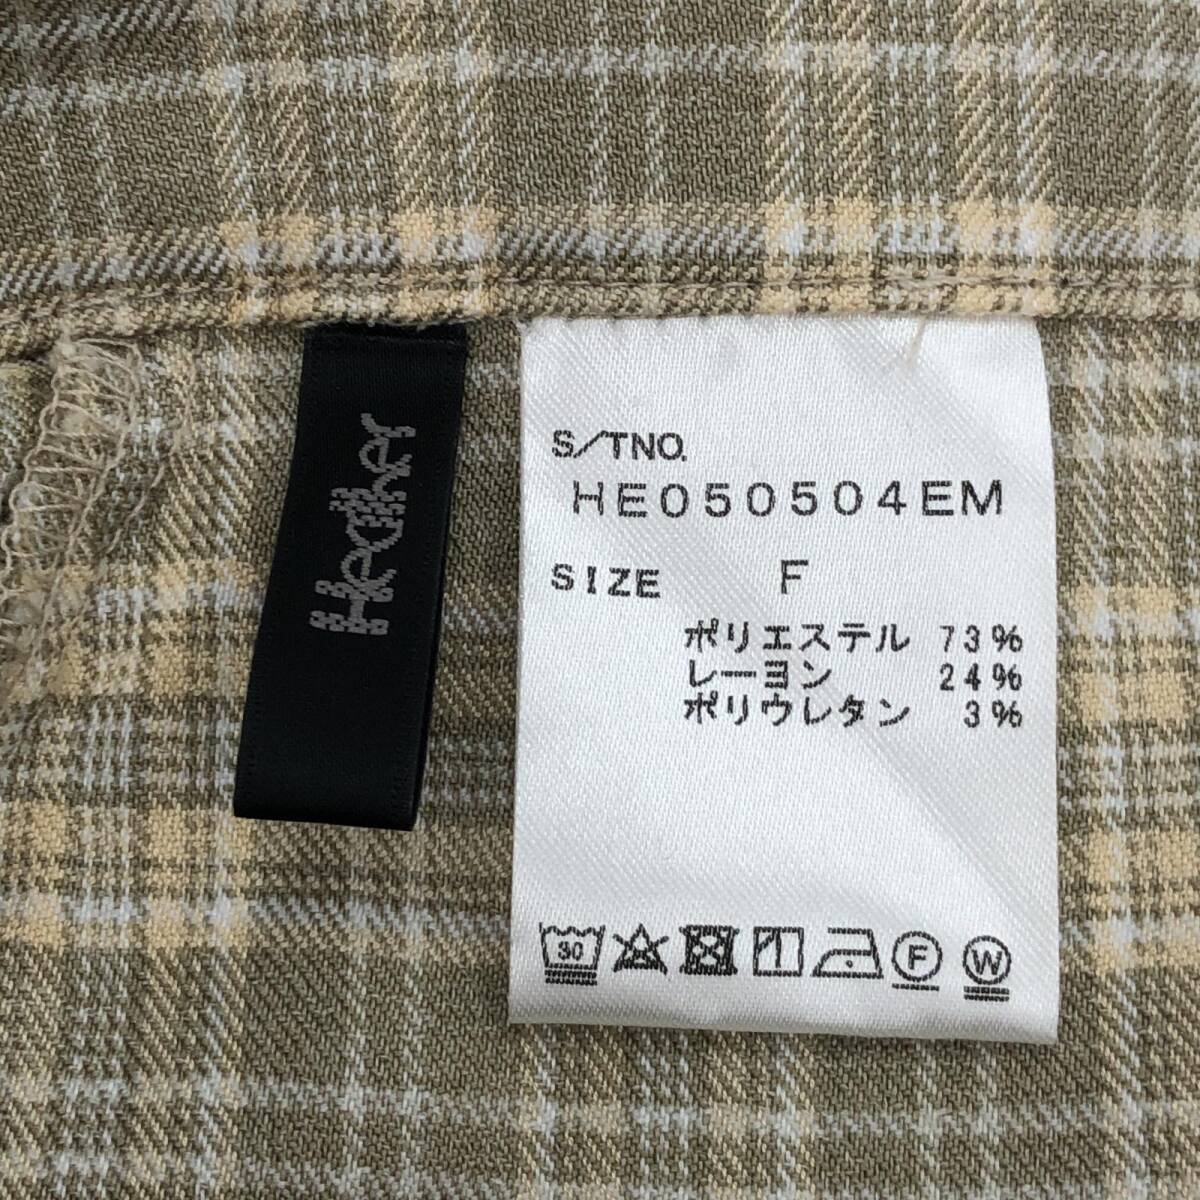 Heather
S/TNO.
HE050504EM
SIZE F
ポリエステル 73%
レーヨン 24%
ポリウレタン 3%
30 F W